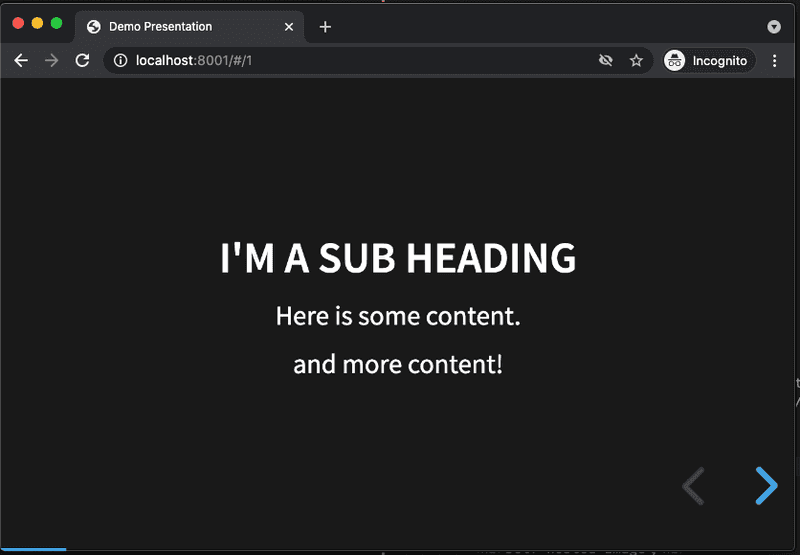 Demo Presentation
localhost:8001/#/1
Incognito
I'M A SUB HEADING
Here is some content.
and more content!